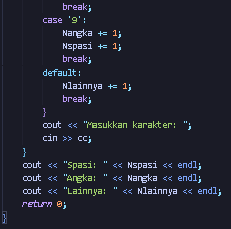 break;
case '9':
Nangka += 1;
Nspasi += 1;
break;
default:
Nlainnya += 1;
break;
}
cout << "Masukkan karakter: ";
cin >> cc;
}
cout << "Spasi: " << Nspasi << endl;
cout << "Angka: " << Nangka << endl;
cout << "Lainnya: " << Nlainnya << endl;
return 0;
}